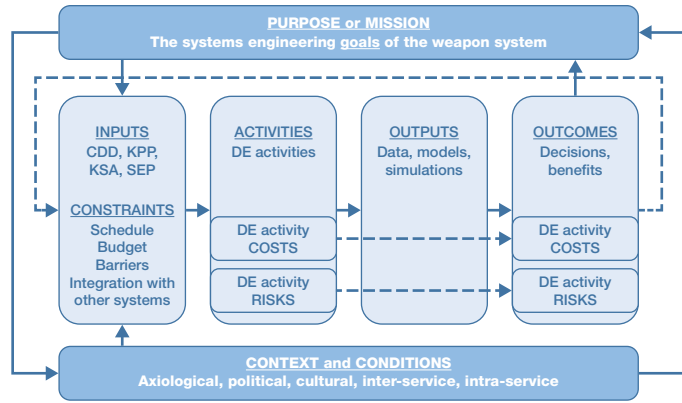 PURPOSE or MISSION
The systems engineering goals of the weapon system
INPUTS
CDD, KPP,
KSA, SEP
CONSTRAINTS
Schedule
Budget
Barriers
Integration with
other systems
ACTIVITIES
DE activities
DE activity
COSTS
DE activity
RISKS
OUTPUTS
Data, models,
simulations
OUTCOMES
Decisions,
benefits
DE activity
COSTS
DE activity
RISKS
CONTEXT and CONDITIONS
Axiological, political, cultural, inter-service, intra-service